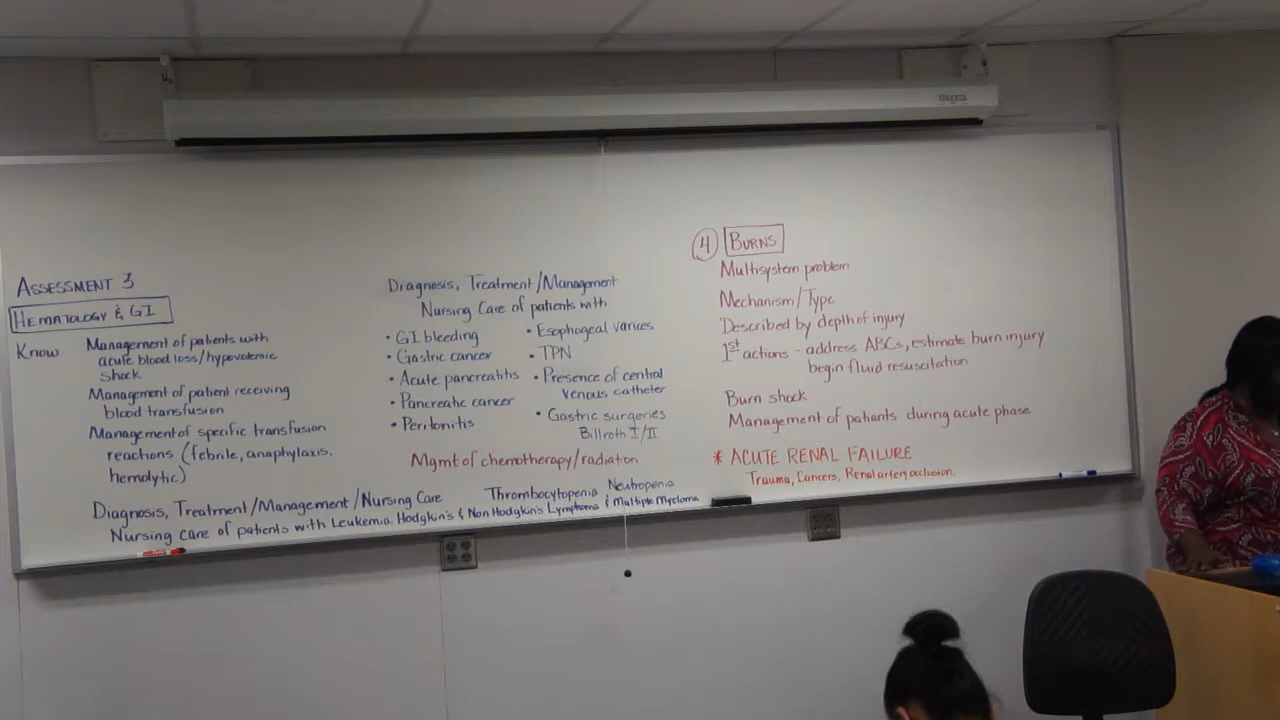 ASSESSMENT 3
HEMATOLOGY & GI
Know Management of patients with
acute blood loss/hypovolemic
shock
Management of patient receiving
blood transfusion
Management of specific transfusion
reactions (febrile, anaphylaxis,
hemolytic)
Diagnosis, Treatment/Management/Nursing Care
Nursing care of patients with Leukemia. Hodgkin's & Non Hodgkin's Lymphoma & Multiple Myeloma
Thrombocytopenia Neutropenia
Diagnosis, Treatment/Management
Nursing Care of patients with
• GI bleeding
• Gastric cancer
• Acute pancreatitis
• Pancreatic cancer
• Peritonitis
• Esophogeal varices
• TPN
• Presence of central
venous catheter
• Gastric surgeries
Billroth I/II
Mgmt of chemotherapy/radiation
4 BURNS
Multisystem problem
Mechanism/Type
Described by depth of injury
1st actions - address ABCs, estimate burn injury
begin fluid resuscitation
Burn shock
Management of patients during acute phase
* ACUTE RENAL FAILURE
Trauma, Cancers, Renal artery occlusion.